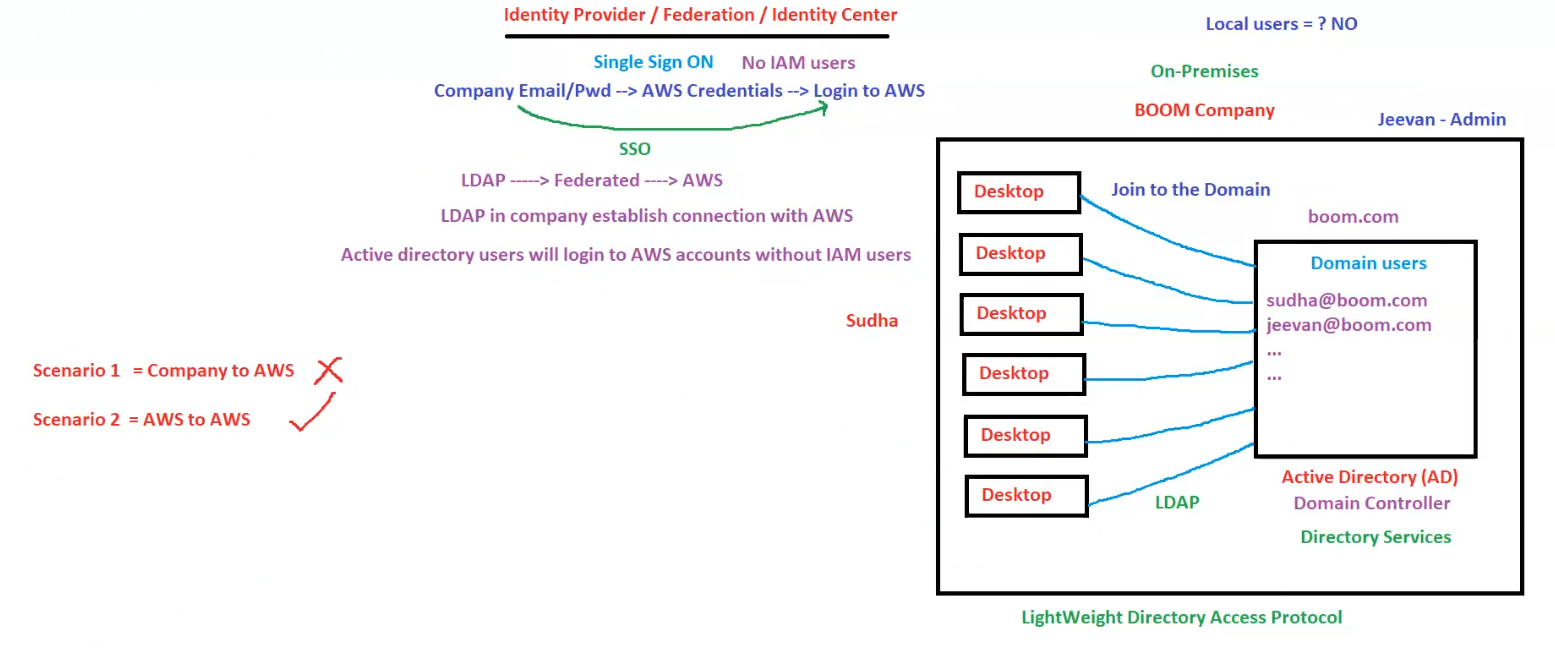 Identity Provider / Federation / Identity Center
Single Sign ON No IAM users
Company Email/Pwd --> AWS Credentials --> Login to AWS
SSO
LDAP -----> Federated ----> AWS
LDAP in company establish connection with AWS
Active directory users will login to AWS accounts without IAM users
Sudha
Scenario 1 = Company to AWS
Scenario 2 = AWS to AWS
Local users = ? NO
On-Premises
BOOM Company
Jeevan - Admin
Desktop
Desktop
Desktop
Desktop
Desktop
Desktop
Join to the Domain
boom.com
Domain users
sudha@boom.com
jeevan@boom.com
...
...
LDAP
Active Directory (AD)
Domain Controller
Directory Services
LightWeight Directory Access Protocol